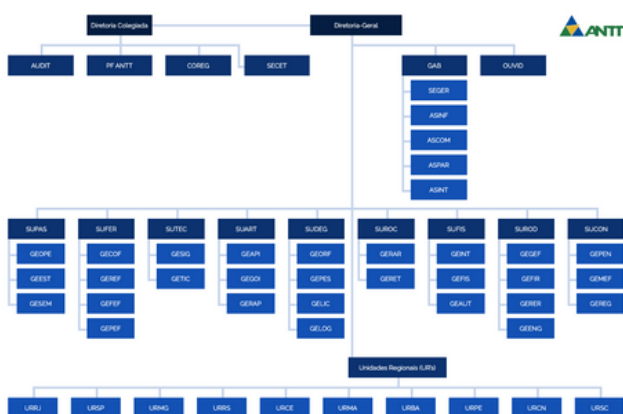 Diretoria Colegiada
Diretoria-Geral
ANTT
AUDIT
PF ANTT
COREG
SECET
GAB
OUVID
SEGER
ASINF
ASCOM
ASPAR
ASINT
SUPAS
SUFER
SUTEC
SUART
SUDEG
SUROC
SUFIS
SUROD
SUCON
GEOPE
GECOF
GESIG
GEAPI
GEORF
GERAR
GEINT
GEGEF
GEPEN
GEEST
GEREF
GETIC
GEGOI
GEPES
GERET
GEFIS
GEFIR
GEMEF
GESEM
GEFEF
GERAP
GELIC
GEAUT
GERER
GEREG
GEPEF
GELOG
GEENG
Unidades Regionais (UR's)
URRJ
URSP
URMG
URRS
URCE
URMA
URBA
URPE
URCN
URSC